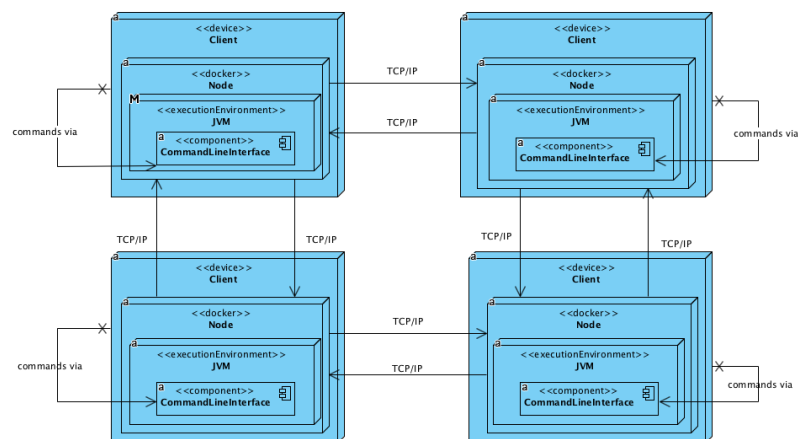 a
<<device>>
Client
a
<<docker>>
Node
M
<<executionEnvironment>>
JVM
a
<<component>>
CommandLineInterface
commands via
TCP/IP
TCP/IP
a
<<device>>
Client
a
<<docker>>
Node
a
<<executionEnvironment>>
JVM
a
<<component>>
CommandLineInterface
commands via
TCP/IP
TCP/IP
TCP/IP
TCP/IP
a
<<device>>
Client
a
<<docker>>
Node
a
<<executionEnvironment>>
JVM
a
<<component>>
CommandLineInterface
commands via
TCP/IP
TCP/IP
a
<<device>>
Client
a
<<docker>>
Node
a
<<executionEnvironment>>
JVM
a
<<component>>
CommandLineInterface
commands via